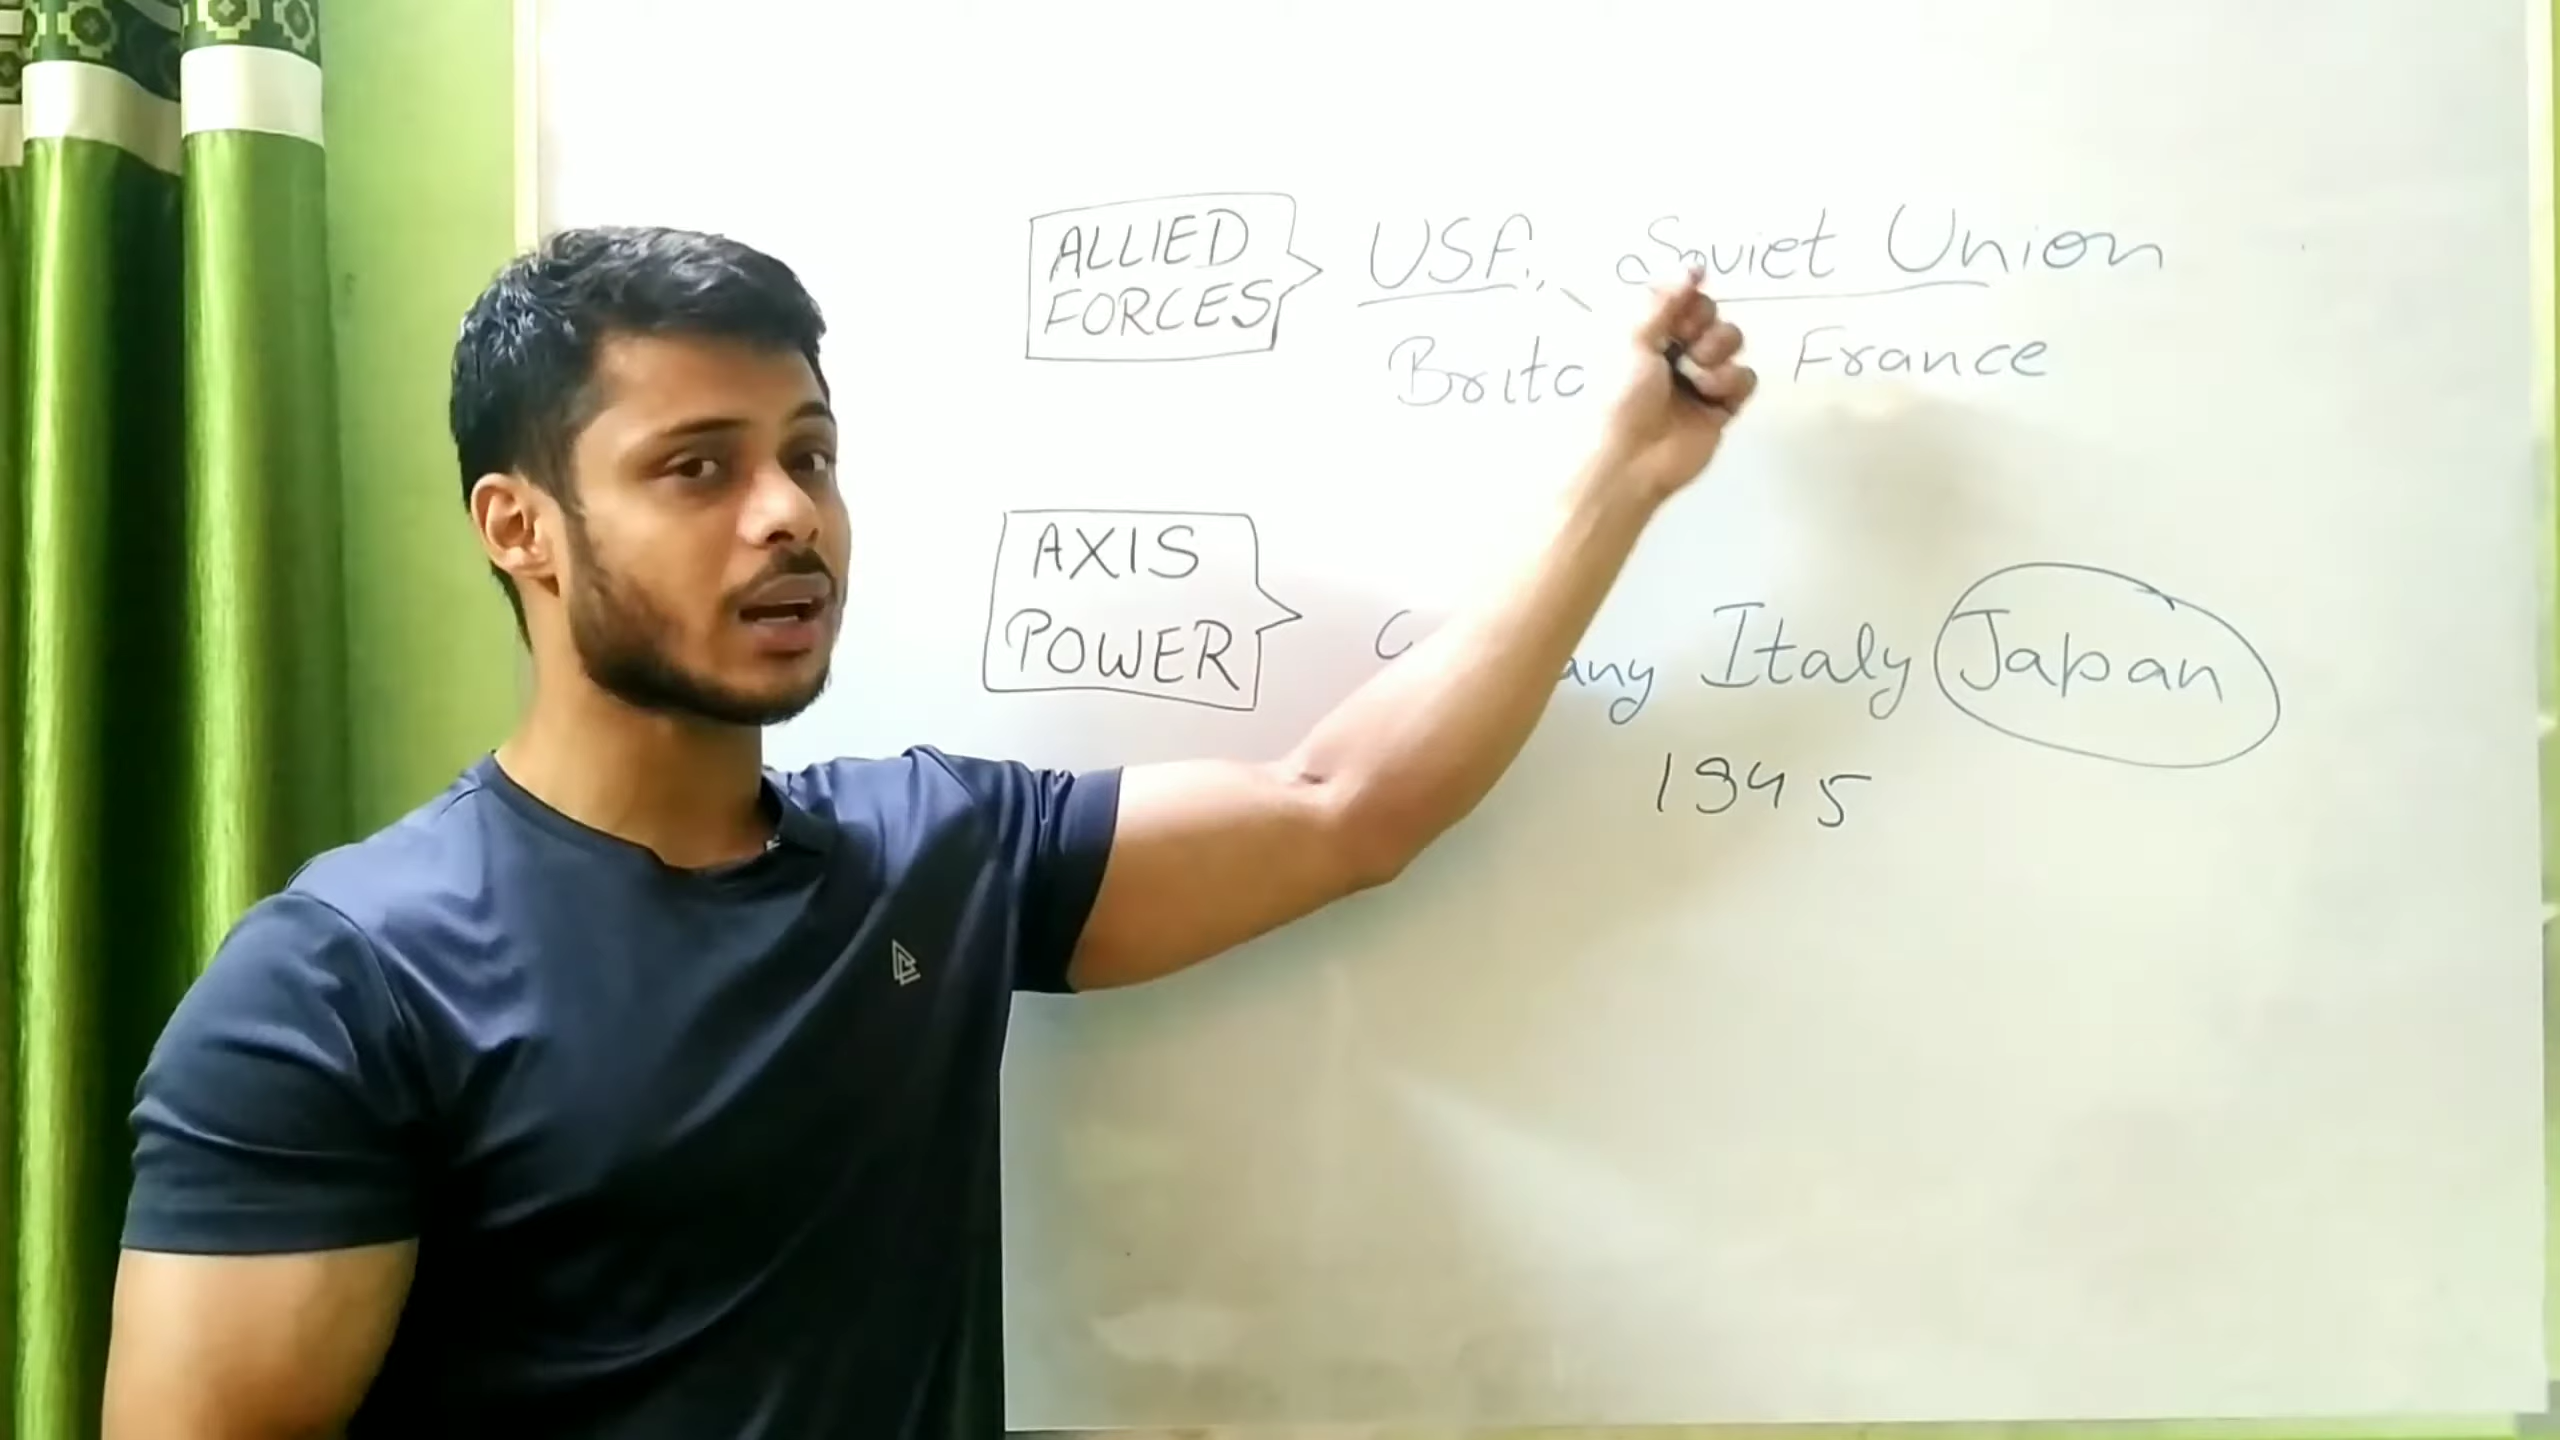 ALLIED
FORCES
USA, Soviet Union
France
AXIS
POWER
Italy Japan
1945